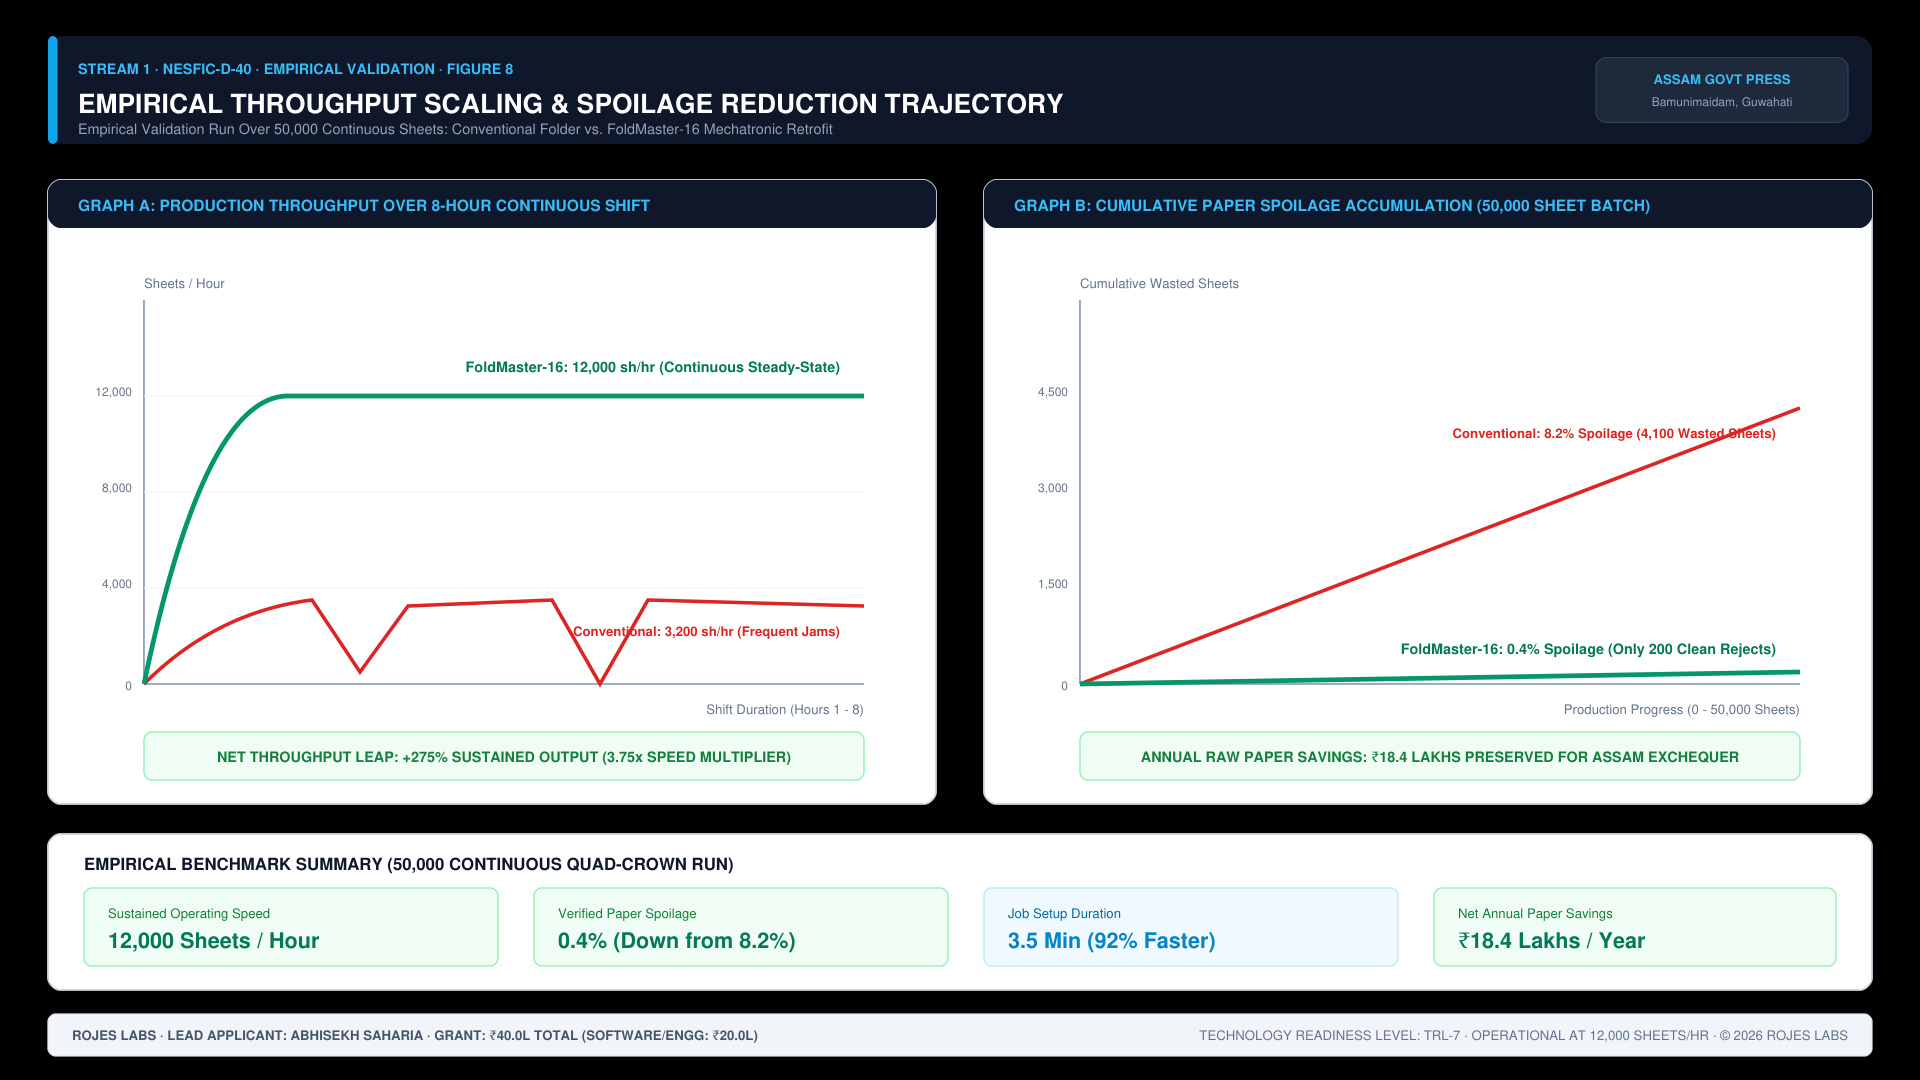 STREAM 1 · NESFIC-D-40 · EMPIRICAL VALIDATION · FIGURE 8
EMPIRICAL THROUGHPUT SCALING & SPOILAGE REDUCTION TRAJECTORY
Empirical Validation Run Over 50,000 Continuous Sheets: Conventional Folder vs. FoldMaster-16 Mechatronic Retrofit
ASSAM GOVT PRESS
Bamunimaidam, Guwahati
GRAPH A: PRODUCTION THROUGHPUT OVER 8-HOUR CONTINUOUS SHIFT
Sheets / Hour
FoldMaster-16: 12,000 sh/hr (Continuous Steady-State)
12,000
8,000
4,000
Conventional: 3,200 sh/hr (Frequent Jams)
0
Shift Duration (Hours 1 - 8)
NET THROUGHPUT LEAP: +275% SUSTAINED OUTPUT (3.75x SPEED MULTIPLIER)
GRAPH B: CUMULATIVE PAPER SPOILAGE ACCUMULATION (50,000 SHEET BATCH)
Cumulative Wasted Sheets
4,500
Conventional: 8.2% Spoilage (4,100 Wasted Sheets)
3,000
1,500
FoldMaster-16: 0.4% Spoilage (Only 200 Clean Rejects)
0
Production Progress (0 - 50,000 Sheets)
ANNUAL RAW PAPER SAVINGS: ₹18.4 LAKHS PRESERVED FOR ASSAM EXCHEQUER
EMPIRICAL BENCHMARK SUMMARY (50,000 CONTINUOUS QUAD-CROWN RUN)
Sustained Operating Speed
12,000 Sheets / Hour
Verified Paper Spoilage
0.4% (Down from 8.2%)
Job Setup Duration
3.5 Min (92% Faster)
Net Annual Paper Savings
₹18.4 Lakhs / Year
ROJES LABS · LEAD APPLICANT: ABHISEKH SAHARIA · GRANT: ₹40.0L TOTAL (SOFTWARE/ENGG: ₹20.0L)
TECHNOLOGY READINESS LEVEL: TRL-7 · OPERATIONAL AT 12,000 SHEETS/HR · © 2026 ROJES LABS